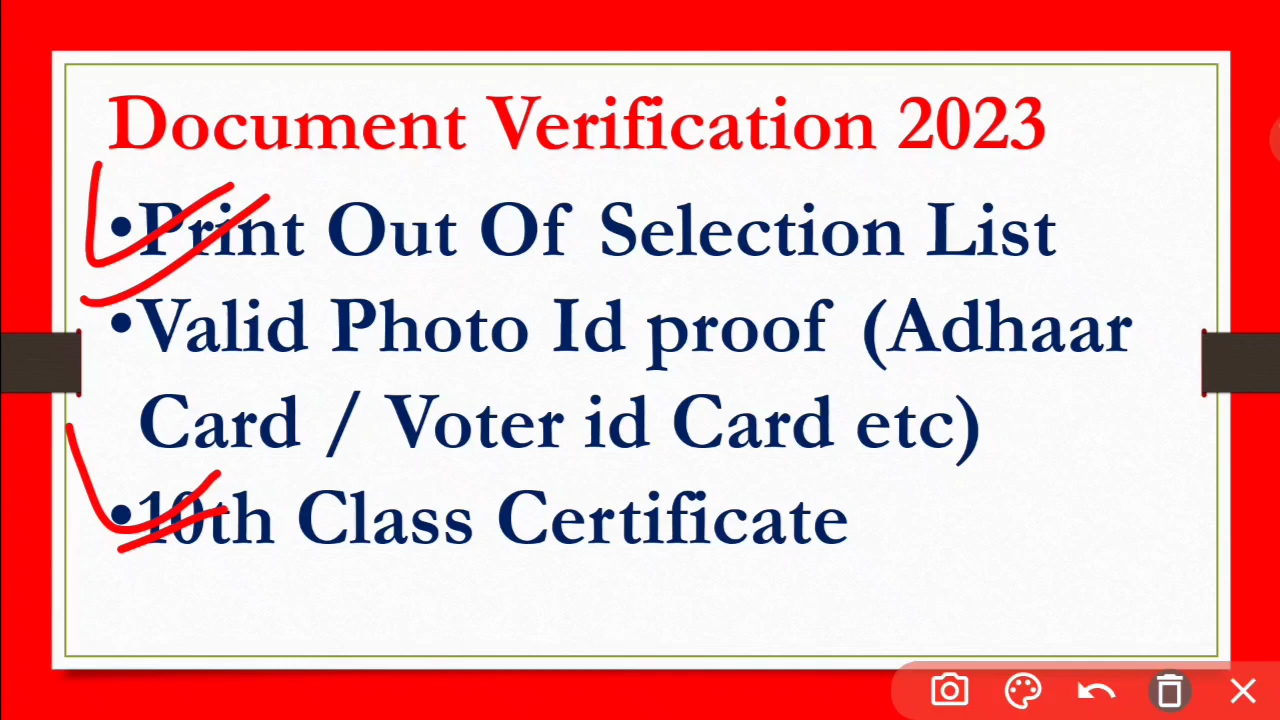 Document Verification 2023
•Print Out Of Selection List
•Valid Photo Id proof (Adhaar
Card / Voter id Card etc)
•10th Class Certificate